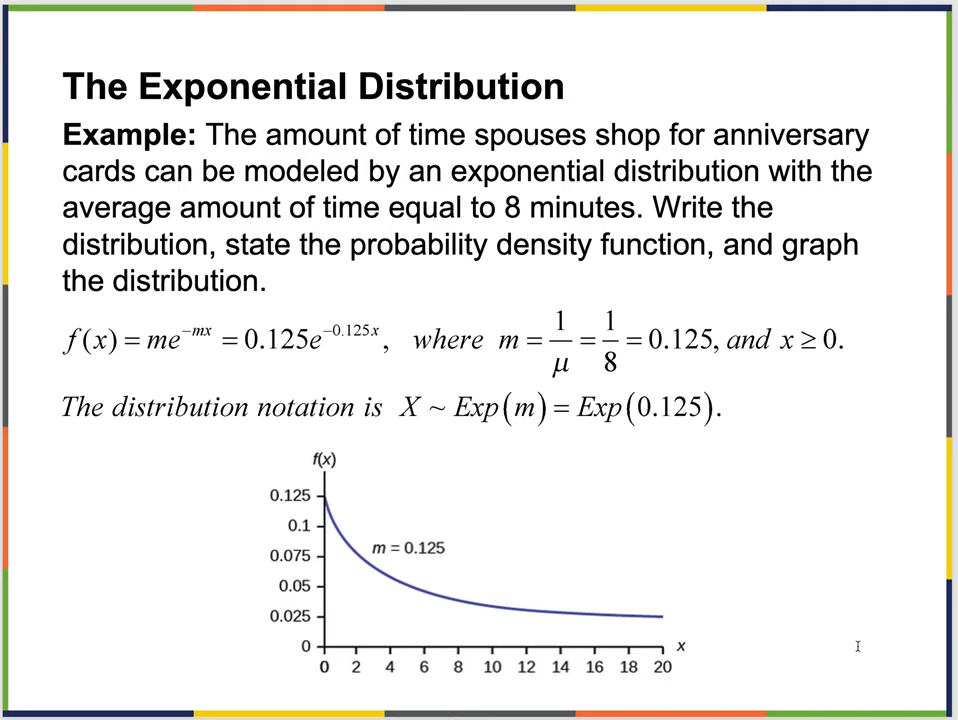 The Exponential Distribution
Example: The amount of time spouses shop for anniversary
cards can be modeled by an exponential distribution with the
average amount of time equal to 8 minutes. Write the
distribution, state the probability density function, and graph
the distribution.
f(x) = me^{-mx} = 0.125e^{-0.125x}, where m = 1/μ = 1/8 = 0.125, and x ≥ 0.
The distribution notation is X ~ Exp(m) = Exp(0.125).
f(x)
0.125
0.1
m = 0.125
0.075
0.05
0.025
0
x
0 2 4 6 8 10 12 14 16 18 20